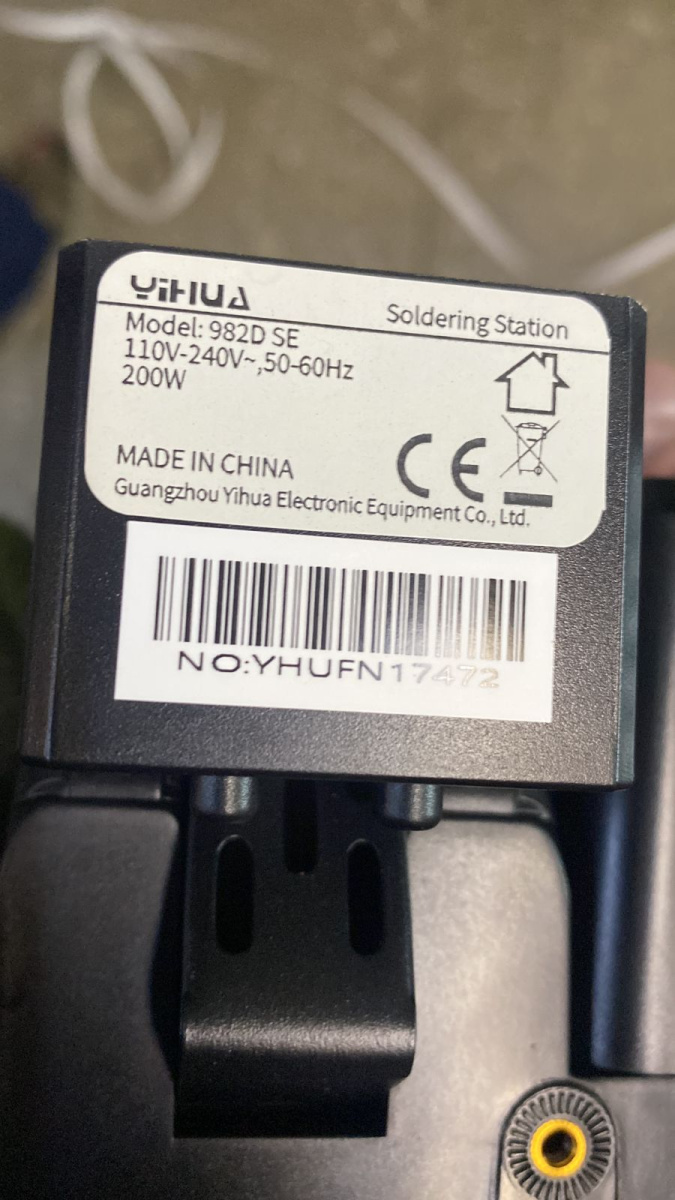 YIHUA
Soldering Station
Model: 982D SE
110V-240V~,50-60Hz
200W
MADE IN CHINA
CE
Guangzhou Yihua Electronic Equipment Co., Ltd.
NO:YHUFN17472